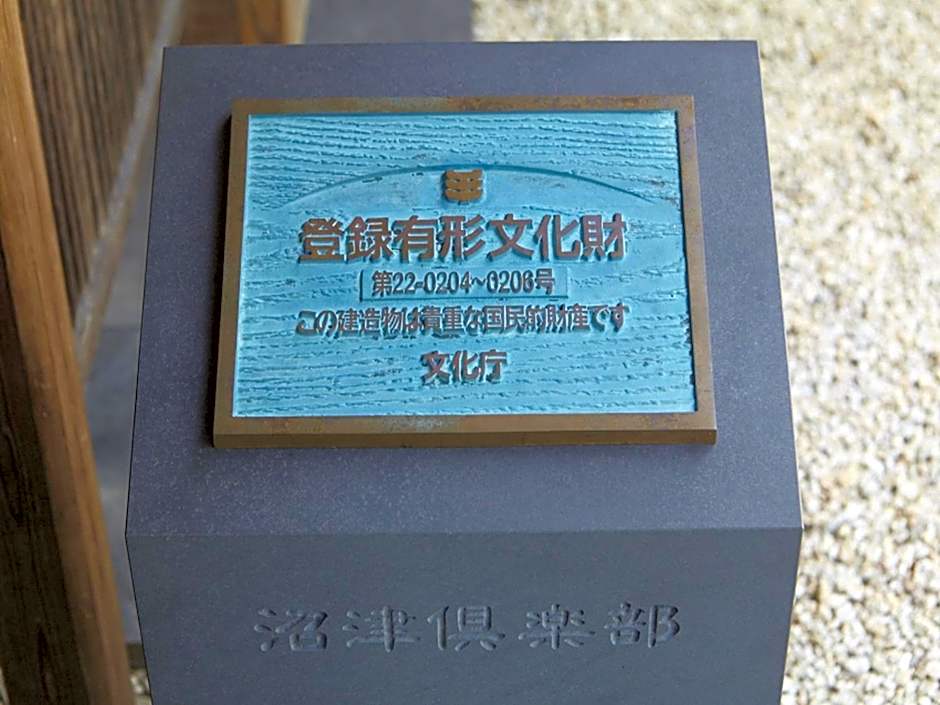 登録有形文化財
第22-0204~0206号
この建造物は貴重な国民的財産です
文化庁
沼津倶楽部